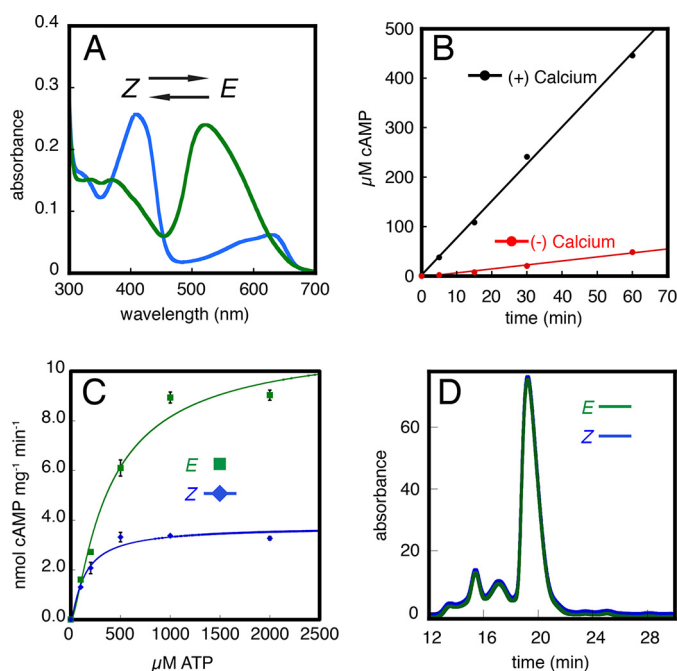 A
Z E
absorbance
0.4
0.3
0.2
0.1
0
300 400 500 600 700
wavelength (nm)
B
(+) Calcium
(-) Calcium
µM cAMP
500
400
300
200
100
0
0 10 20 30 40 50 60 70
time (min)
C
E
Z
nmol cAMP mg⁻¹ min⁻¹
10
8.0
6.0
4.0
2.0
0.0
0 500 1000 1500 2000 2500
µM ATP
D
E
Z
absorbance
60
40
20
0
12 16 20 24 28
time (min)